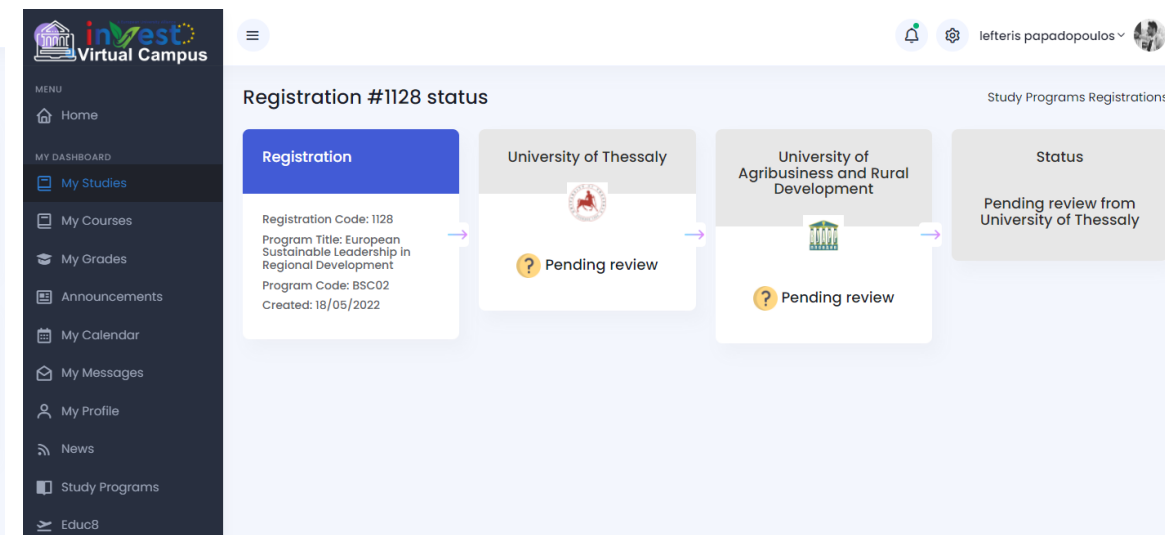 invest
Virtual Campus
lefteris papadopoulos
MENU
Home
MY DASHBOARD
My Studies
My Courses
My Grades
Announcements
My Calendar
My Messages
My Profile
News
Study Programs
Educ8
Registration #1128 status
Study Programs Registrations
Registration
Registration Code: 1128
Program Title: European
Sustainable Leadership in
Regional Development
Program Code: BSC02
Created: 18/05/2022
University of Thessaly
? Pending review
University of
Agribusiness and Rural
Development
? Pending review
Status
Pending review from
University of Thessaly